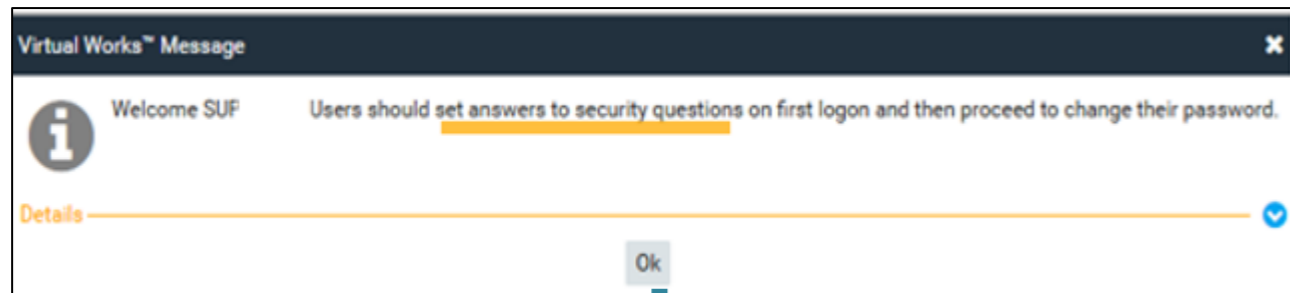 Virtual Works™ Message
Welcome SUF Users should set answers to security questions on first logon and then proceed to change their password.
Details
Ok